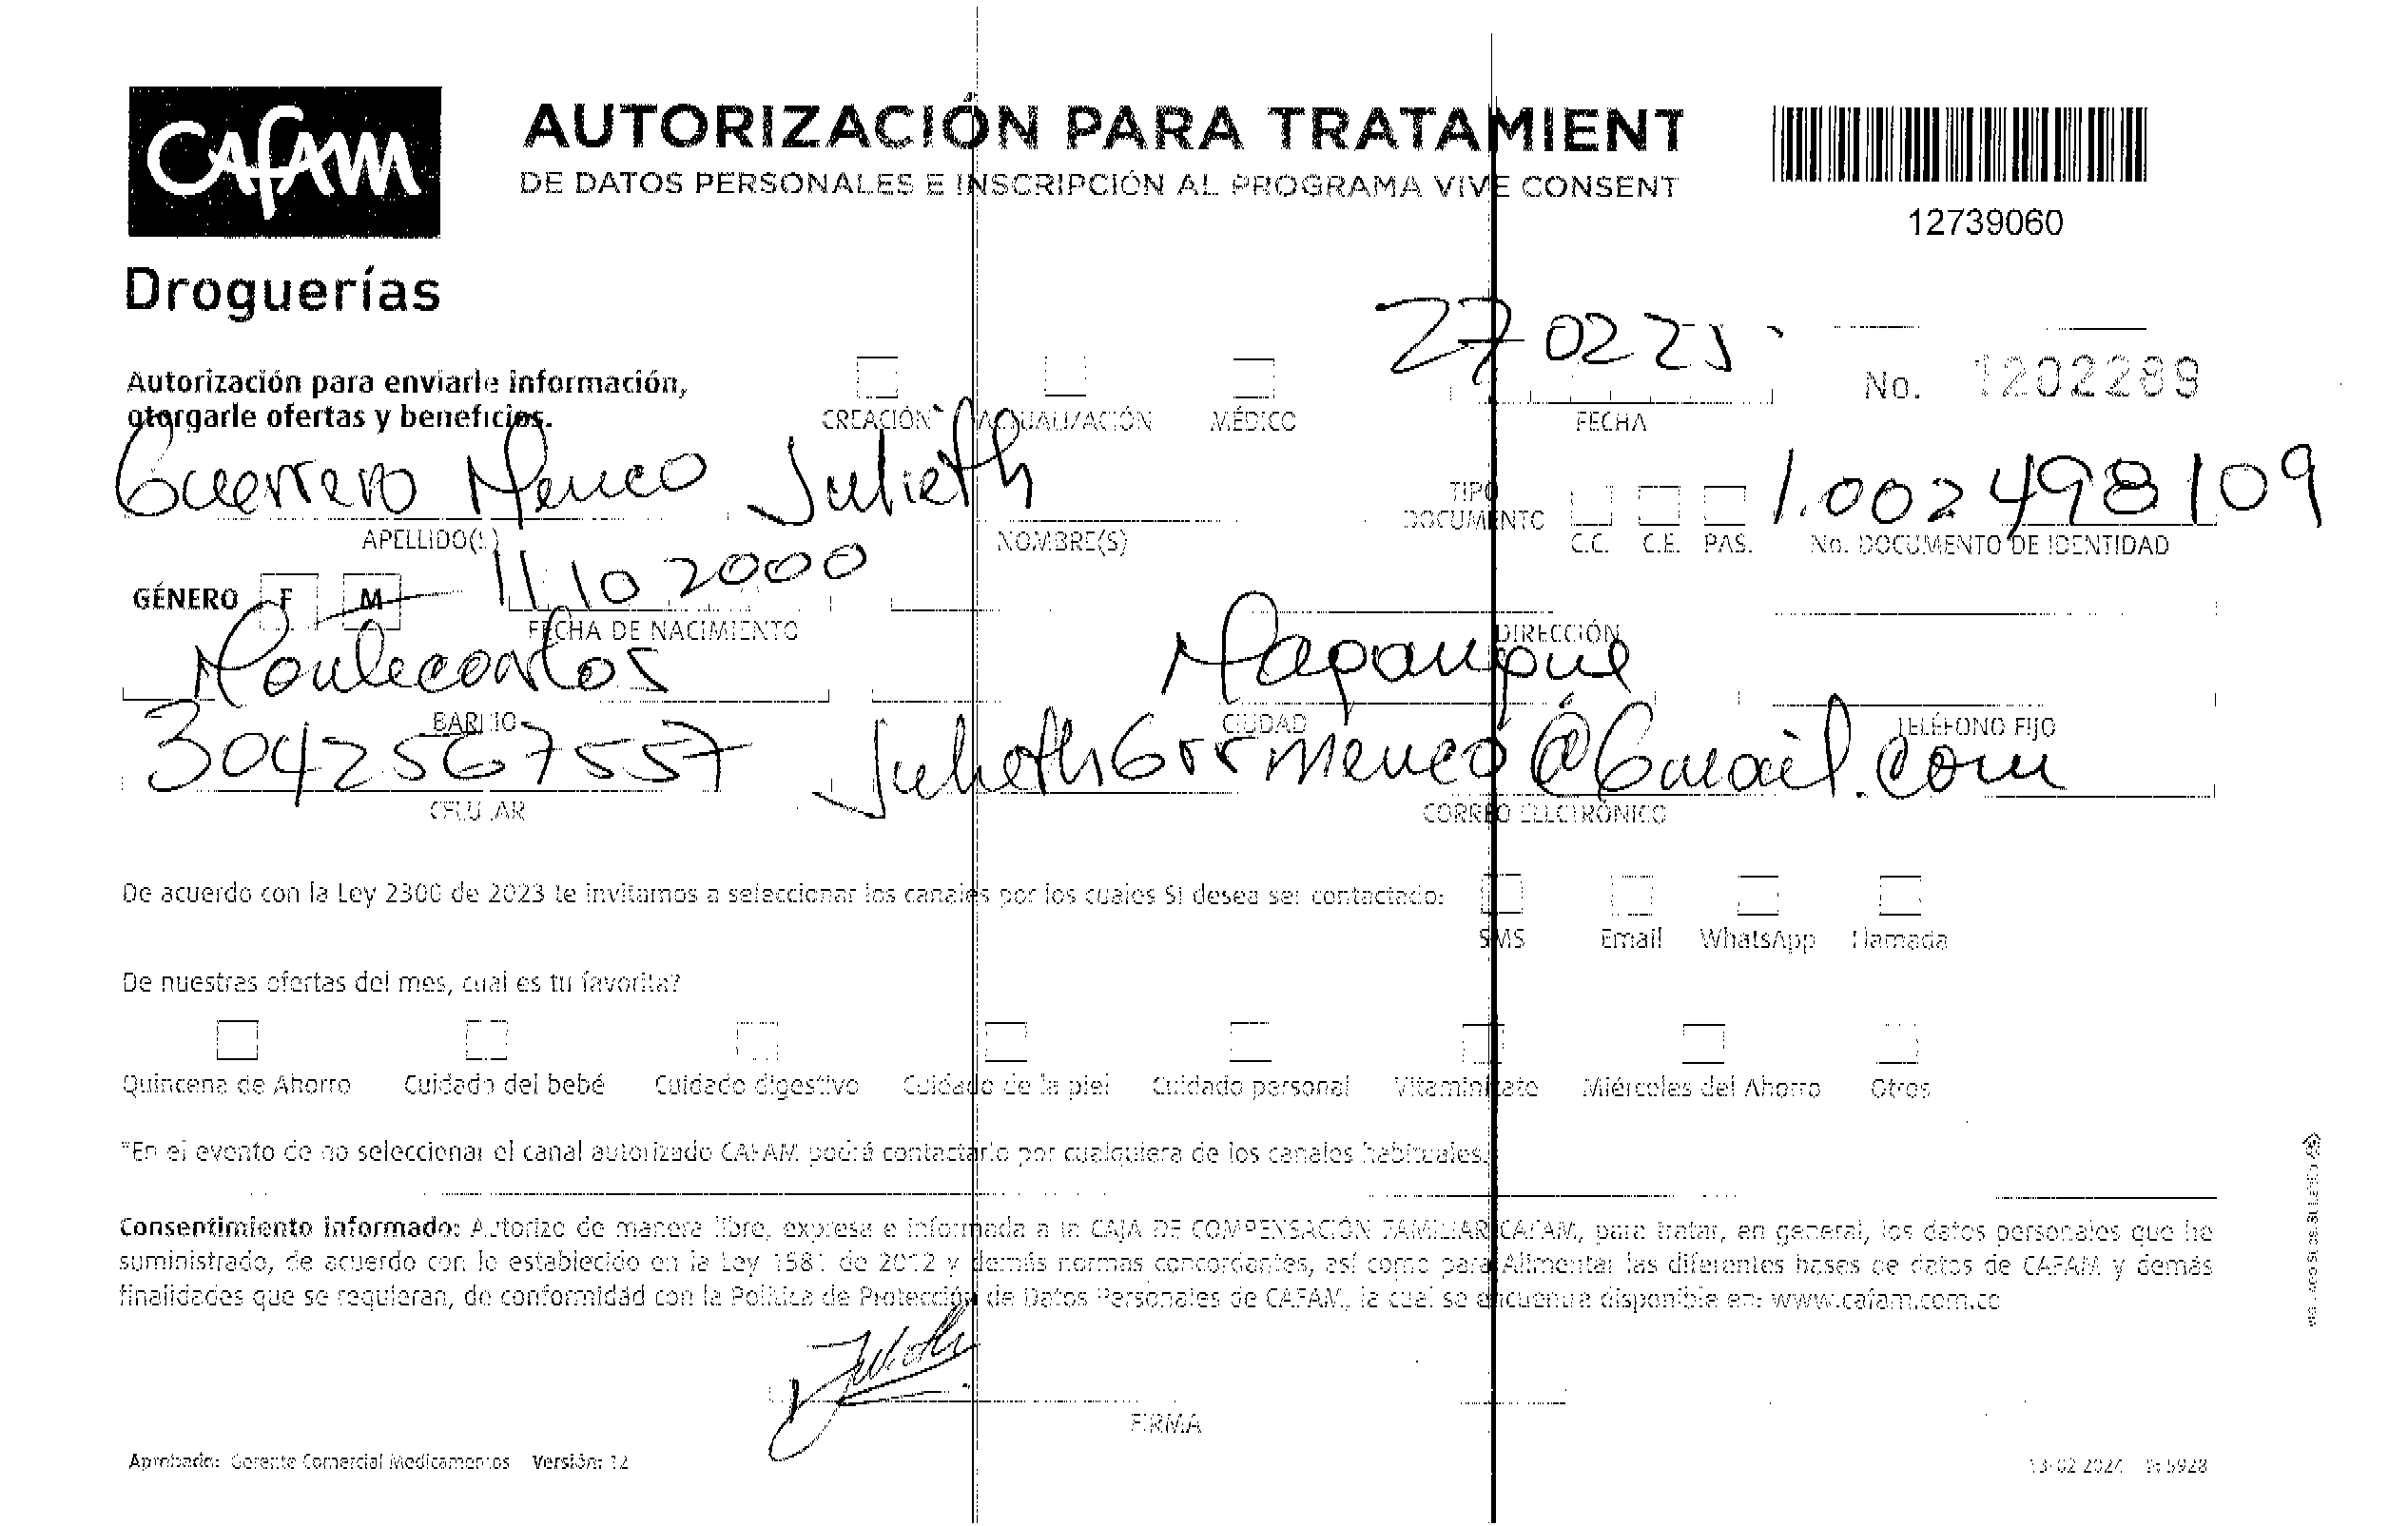 CAFAM
Droguerías
AUTORIZACIÓN PARA TRATAMIENT
DE DATOS PERSONALES E INSCRIPCIÓN AL PROGRAMA VIVE CONSENT
12739060
Autorización para enviarle información,
otorgarle ofertas y beneficios.
CREACIÓN ACTUALIZACIÓN MÉDICO
27 02 25
FECHA
No. 1202289
Guerrero Menco Julieth
APELLIDO(S) NOMBRE(S)
TIPO DOCUMENTO C.C. C.E. PAS.
1.002498109
No. DOCUMENTO DE IDENTIDAD
GÉNERO F M
11 10 2000
FECHA DE NACIMIENTO
DIRECCIÓN
Montecarlos Magangue
BARRIO CIUDAD TELÉFONO FIJO
3042567557 JuliethGrrmenco@Gmail.com
CELULAR CORREO ELECTRÓNICO
De acuerdo con la Ley 2300 de 2023 te invitamos a seleccionar los canales por los cuales SI desea ser contactado:
SMS Email WhatsApp Llamada
De nuestras ofertas del mes, cual es tu favorita?
Quincena de Ahorro Cuidado del bebé Cuidado digestivo Cuidado de la piel Cuidado personal Vitaminízate Miércoles del Ahorro Otros
*En el evento de no seleccionar el canal autorizado CAFAM podrá contactarlo por cualquiera de los canales habituales.
Consentimiento informado: Autorizo de manera libre, expresa e informada a la CAJA DE COMPENSACIÓN FAMILIAR CAFAM, para tratar, en general, los datos personales que he
suministrado, de acuerdo con lo establecido en la Ley 1581 de 2012 y demás normas concordantes, así como para Alimentar las diferentes bases de datos de CAFAM y demás
finalidades que se requieran, de conformidad con la Política de Protección de Datos Personales de CAFAM, la cual se encuentra disponible en: www.cafam.com.co
Julieth
FIRMA
Aprobado: Gerente Comercial Medicamentos Versión: 12
13-02-2024